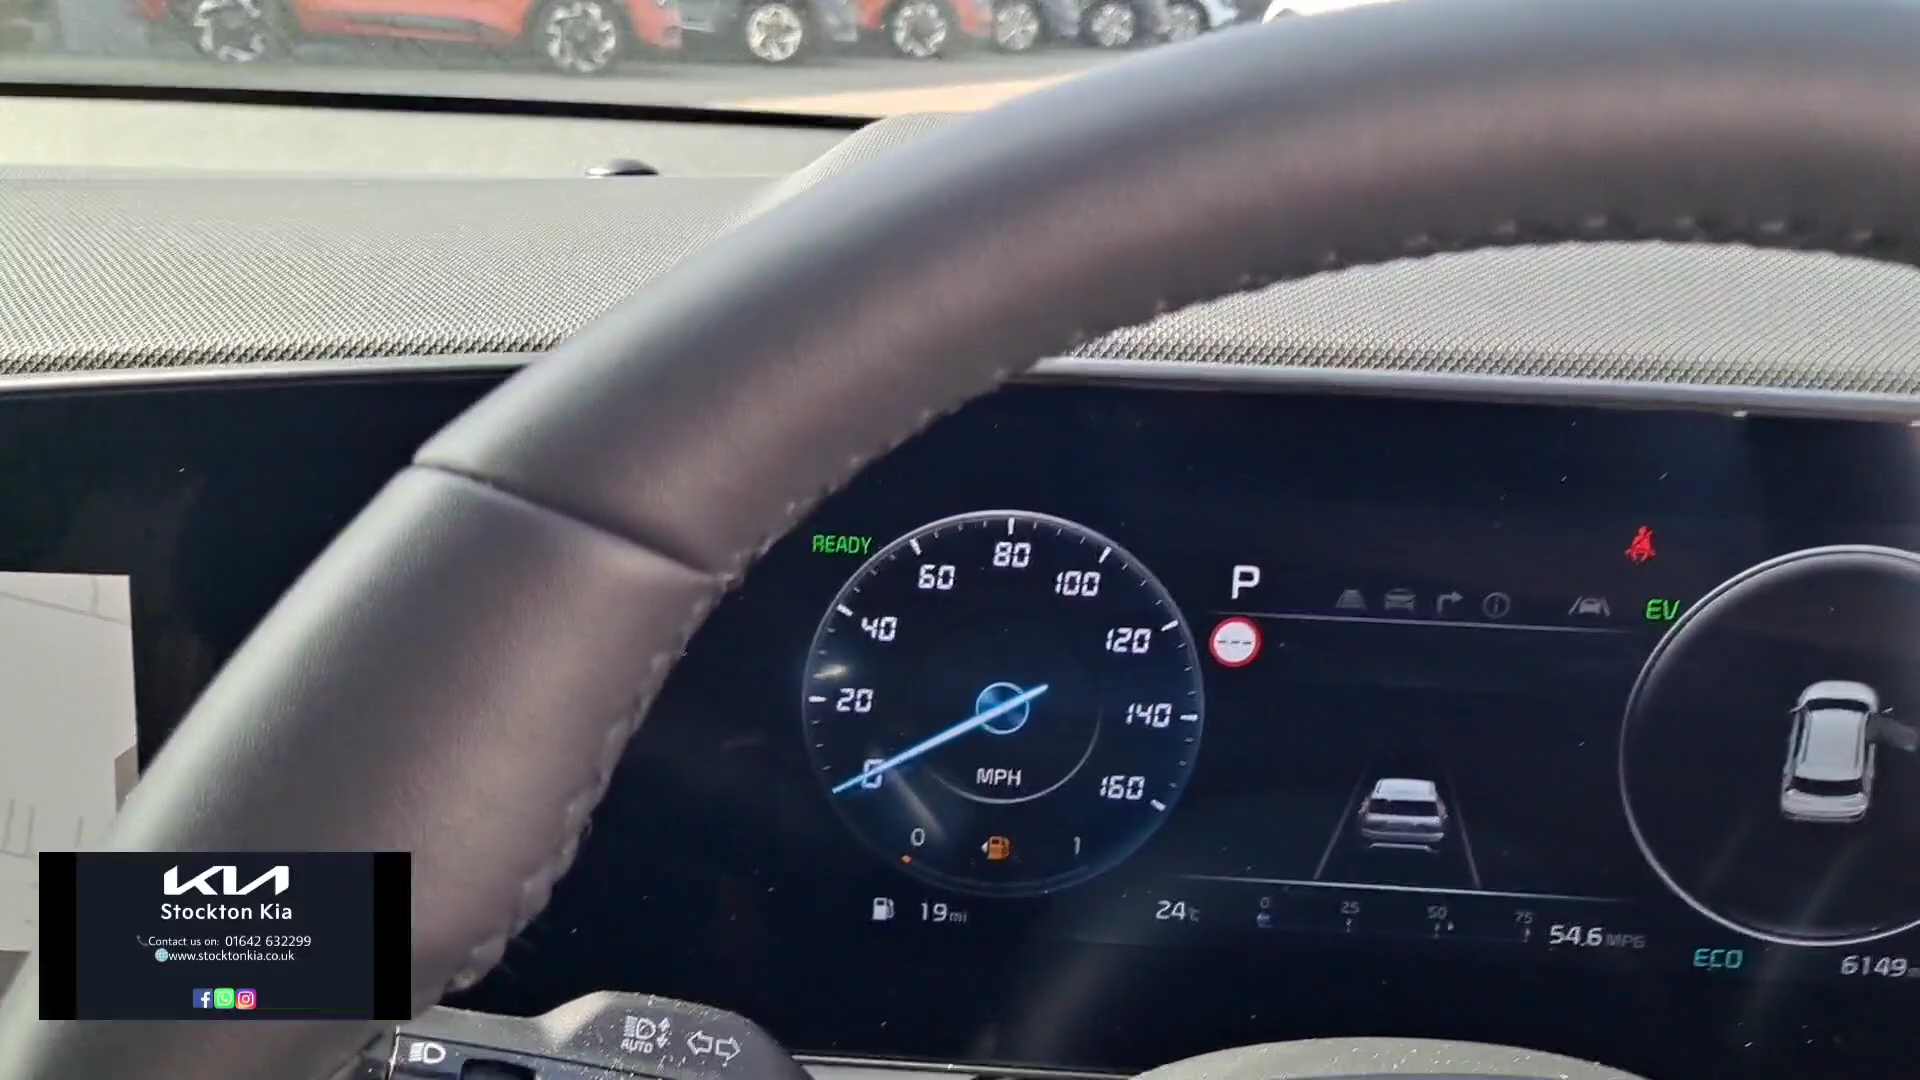 READY
0
20
40
60
80
100
120
140
160
MPH
0
1
19mi
P
EV
24°C
0
25
50
75
54.6 MPG
ECO
6149
AUTO
KIA
Stockton Kia
Contact us on: 01642 632299
www.stocktonkia.co.uk